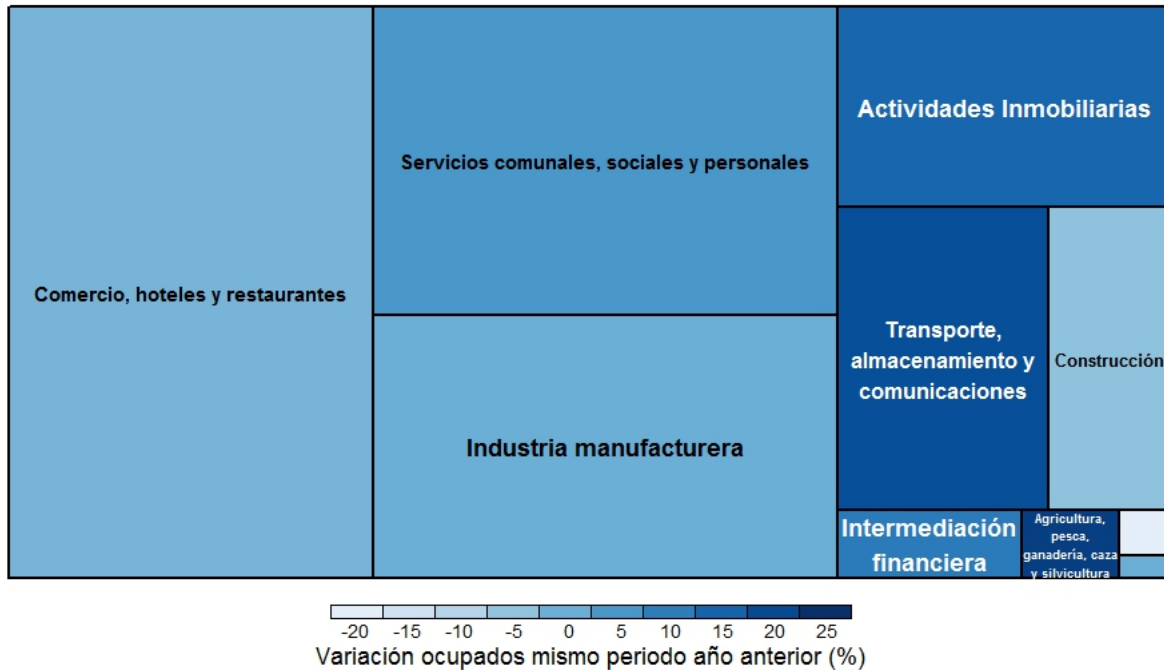 Comercio, hoteles y restaurantes
Servicios comunales, sociales y personales
Industria manufacturera
Actividades Inmobiliarias
Transporte,
almacenamiento y
comunicaciones
Construcción
Intermediación
financiera
Agricultura,
pesca,
ganadería, caza
y silvicultura
-20 -15 -10 -5 0 5 10 15 20 25
Variación ocupados mismo periodo año anterior (%)